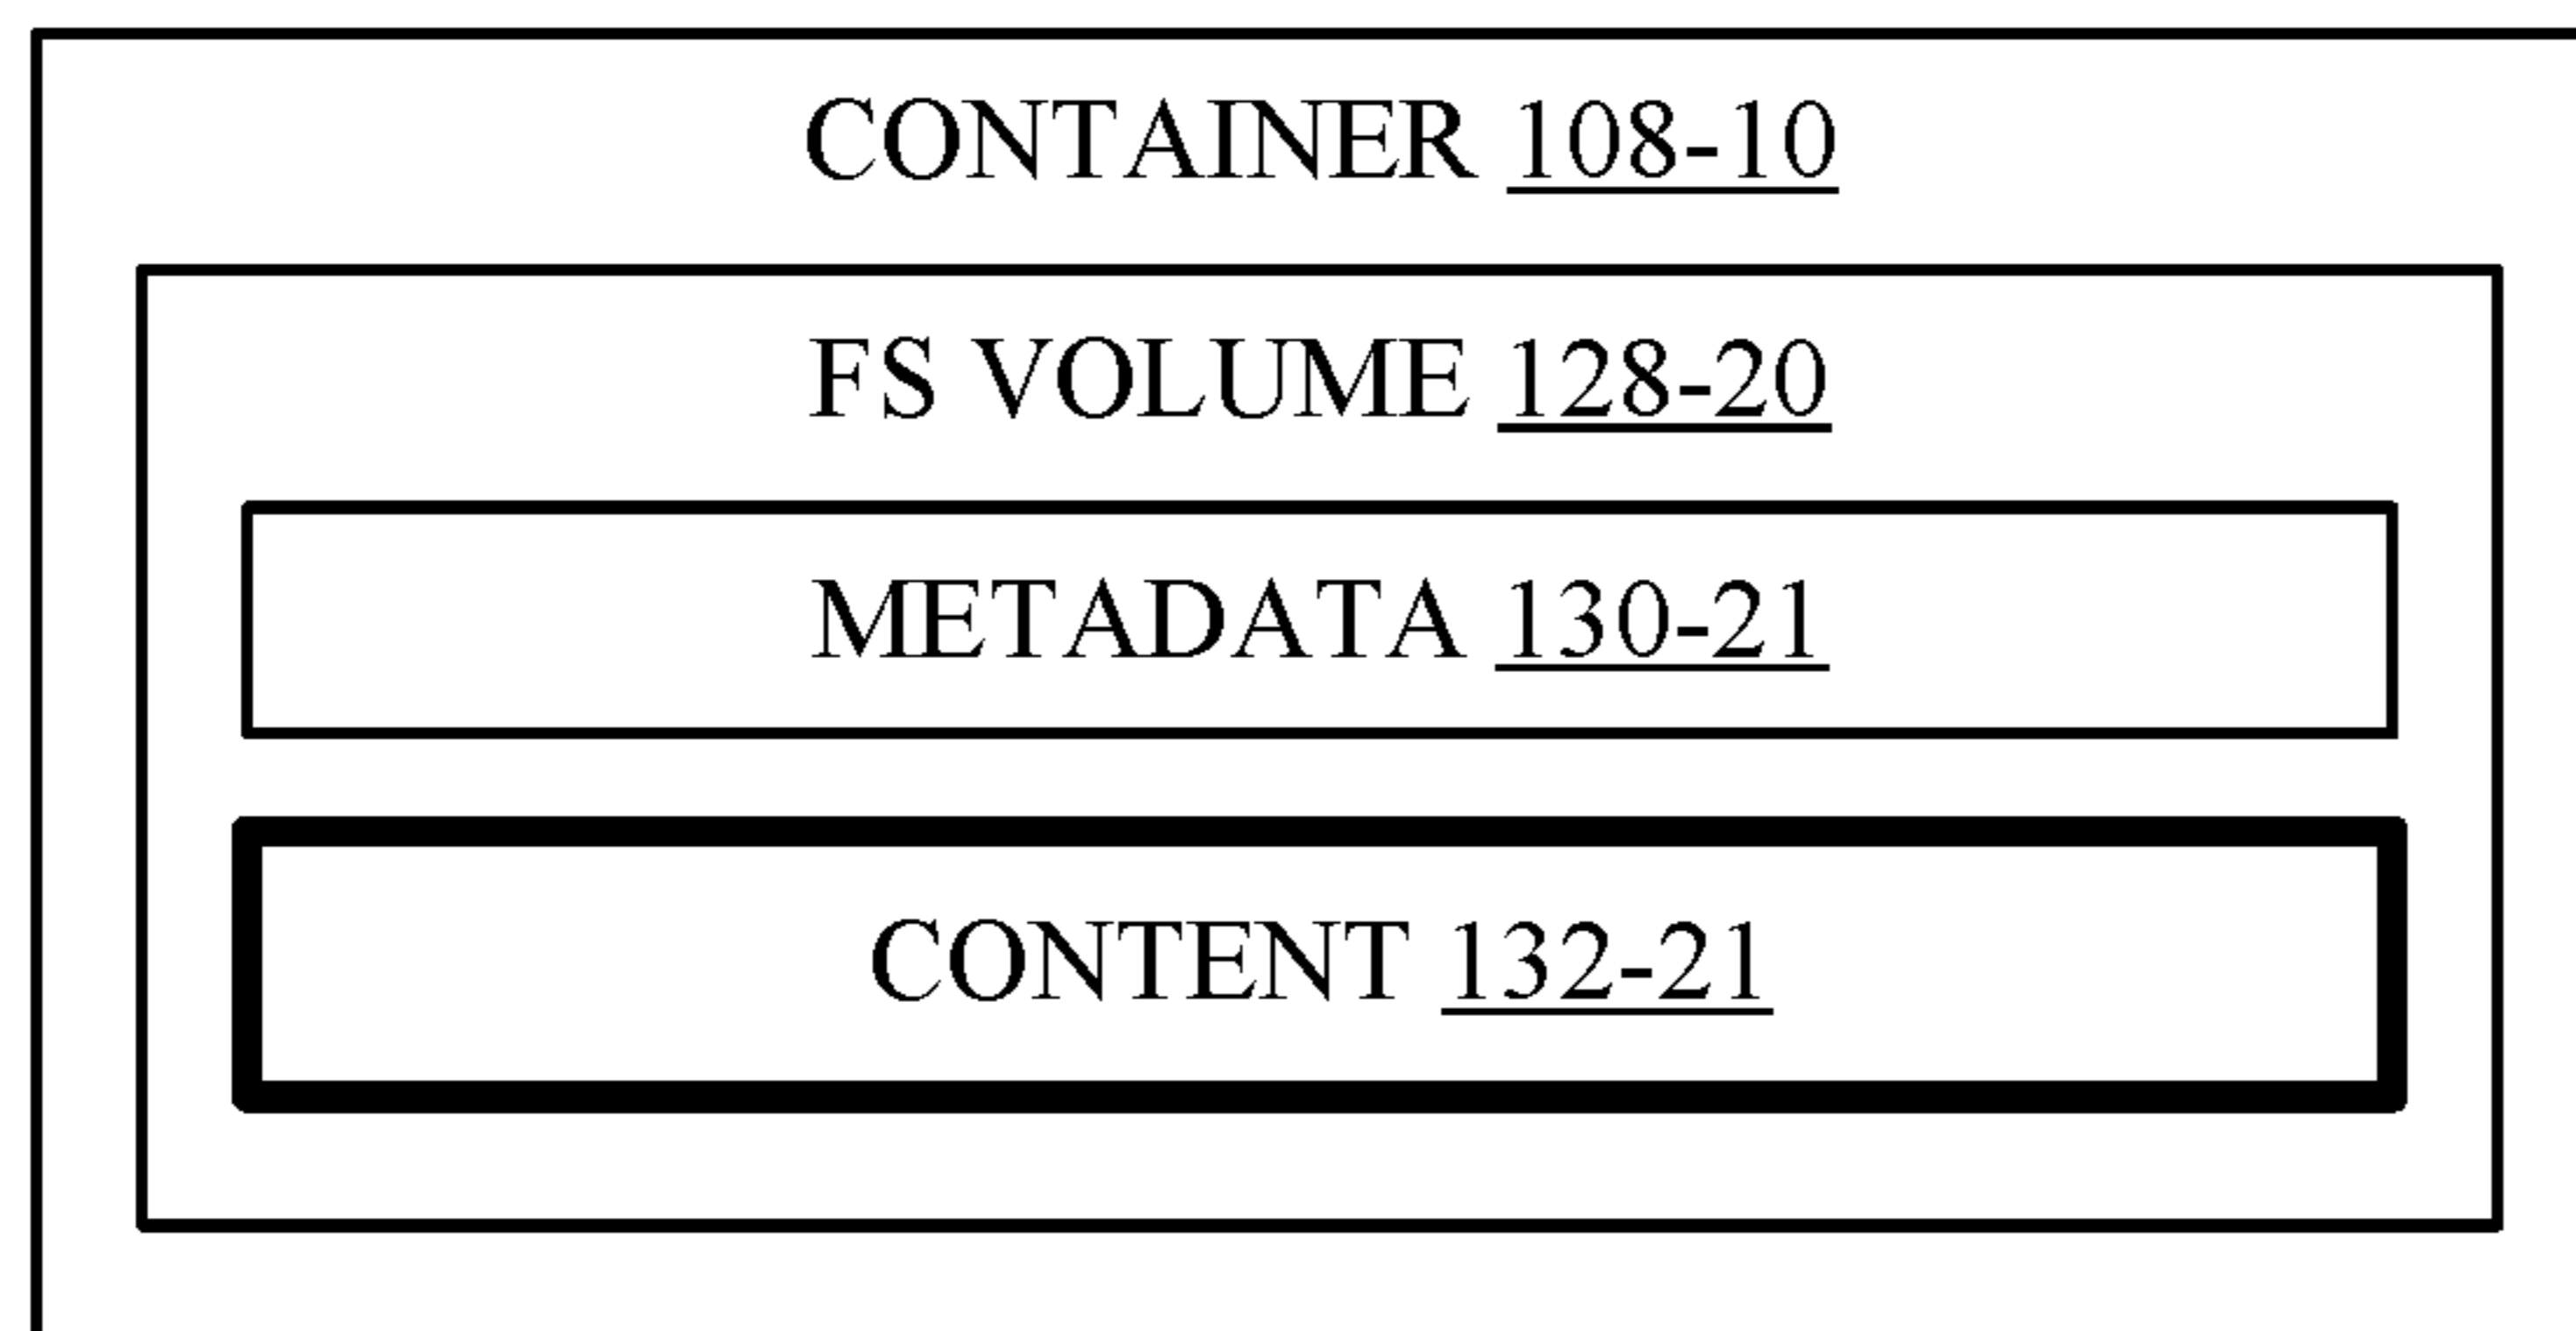 CONTAINER 108-10
FS VOLUME 128-20
METADATA 130-21
CONTENT 132-21